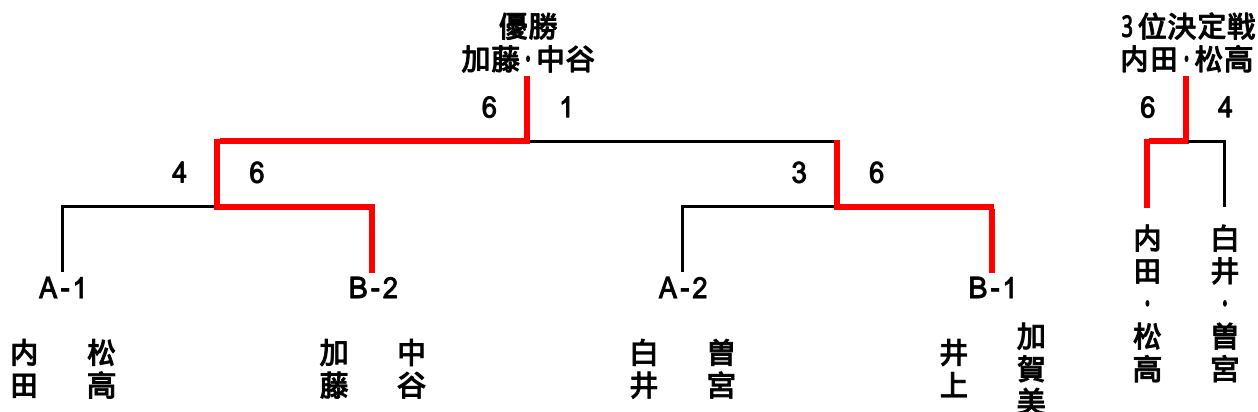 優勝
加藤・中谷
3位決定戦
内田・松高
6 1
6 4
4 6
3 6
A-1
B-2
A-2
B-1
内田
松高
加藤
中谷
白井
曽宮
井上
加賀美
内田・松高
白井・曽宮